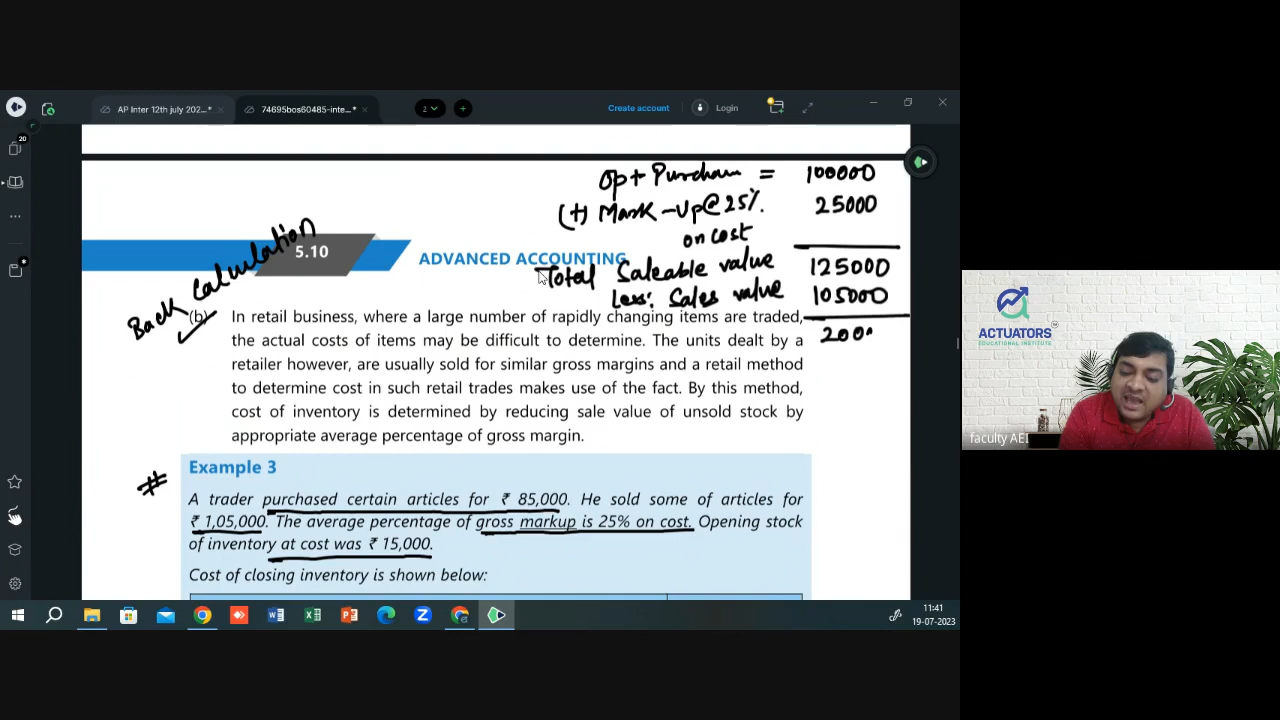 AP Inter 12th july 202...*
74695bos60485-inte...*
2
Create account
Login
20
Op + Purchase = 100000
(+) Mark-Up@25% 25000
on cost
5.10
ADVANCED ACCOUNTING
Back Calculation
Total Saleable value 125000
Less: Sales value 105000
2000
(b) In retail business, where a large number of rapidly changing items are traded,
the actual costs of items may be difficult to determine. The units dealt by a
retailer however, are usually sold for similar gross margins and a retail method
to determine cost in such retail trades makes use of the fact. By this method,
cost of inventory is determined by reducing sale value of unsold stock by
appropriate average percentage of gross margin.
#
Example 3
A trader purchased certain articles for ₹ 85,000. He sold some of articles for
₹ 1,05,000. The average percentage of gross markup is 25% on cost. Opening stock
of inventory at cost was ₹ 15,000.
Cost of closing inventory is shown below:
11:41
19-07-2023
ACTUATORS
EDUCATIONAL INSTITUTE
faculty AEI